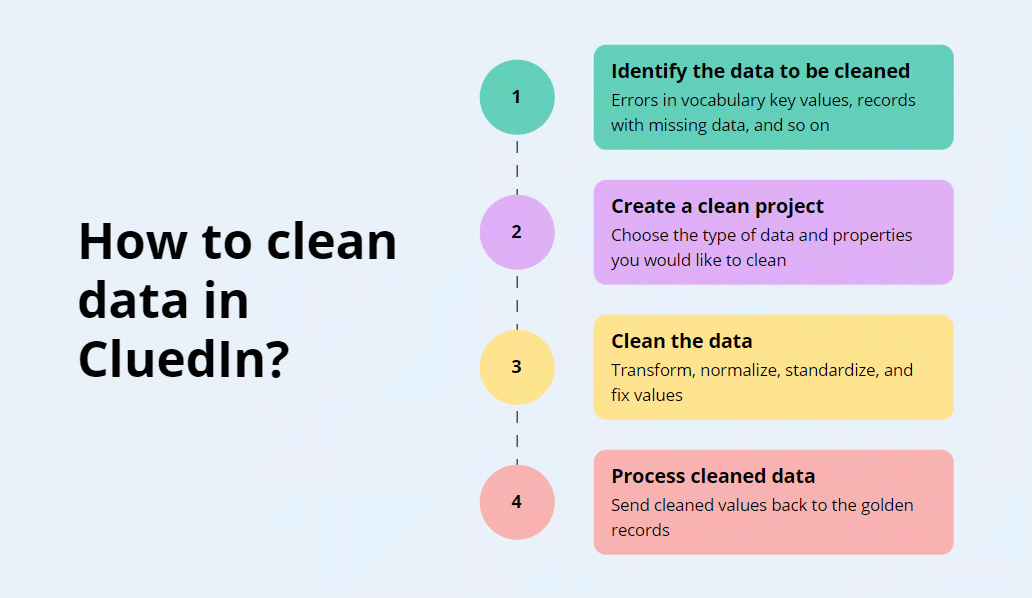 How to clean
data in
CluedIn?
1
Identify the data to be cleaned
Errors in vocabulary key values, records
with missing data, and so on
2
Create a clean project
Choose the type of data and properties
you would like to clean
3
Clean the data
Transform, normalize, standardize, and
fix values
4
Process cleaned data
Send cleaned values back to the golden
records